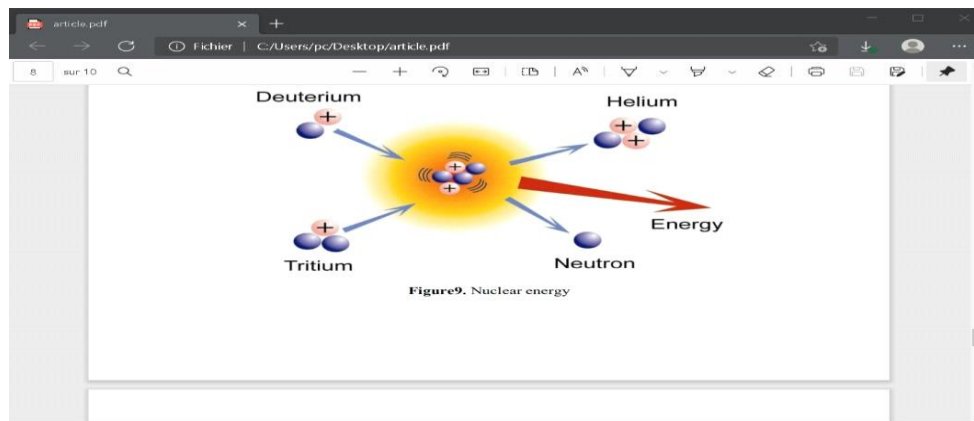 article.pdf
Fichier | C:/Users/pc/Desktop/article.pdf
8 sur 10
Deuterium
Helium
+
+
+
+
+
+
Energy
Tritium
Neutron
Figure9. Nuclear energy